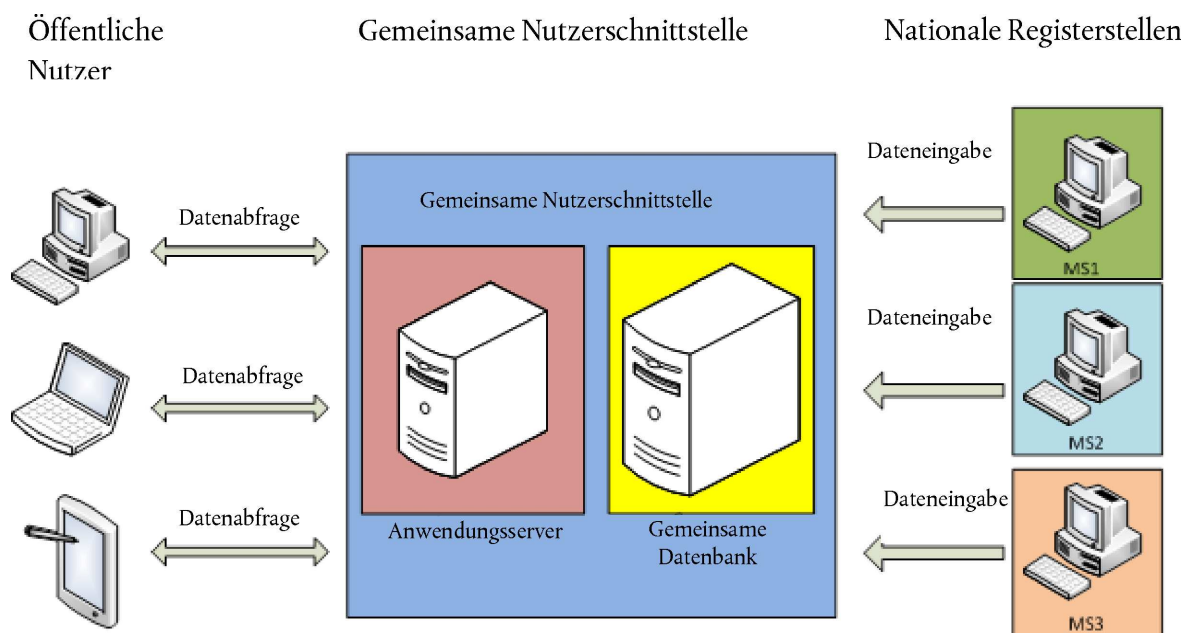 Öffentliche
Nutzer
Gemeinsame Nutzerschnittstelle
Nationale Registerstellen
Datenabfrage
Datenabfrage
Datenabfrage
Gemeinsame Nutzerschnittstelle
Anwendungsserver
Gemeinsame
Datenbank
Dateneingabe
MS1
Dateneingabe
MS2
Dateneingabe
MS3